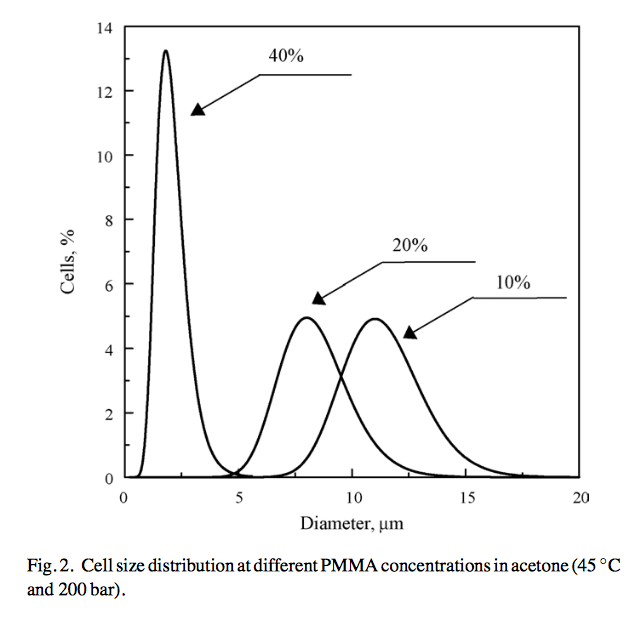 14
40%
12
10
8
Cells, %
20%
6
10%
4
2
0
0 5 10 15 20
Diameter, μm
Fig. 2. Cell size distribution at different PMMA concentrations in acetone (45 °C
and 200 bar).